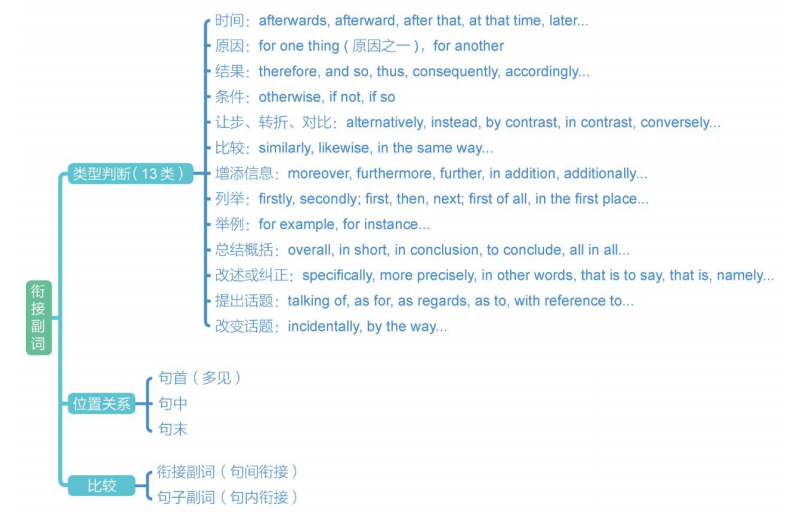 衔接副词
类型判断（13 类）
时间：afterwards, afterward, after that, at that time, later...
原因：for one thing ( 原因之一 )，for another
结果：therefore, and so, thus, consequently, accordingly...
条件：otherwise, if not, if so
让步、转折、对比：alternatively, instead, by contrast, in contrast, conversely...
比较：similarly, likewise, in the same way...
增添信息：moreover, furthermore, further, in addition, additionally...
列举：firstly, secondly; first, then, next; first of all, in the first place...
举例：for example, for instance...
总结概括：overall, in short, in conclusion, to conclude, all in all...
改述或纠正：specifically, more precisely, in other words, that is to say, that is, namely...
提出话题：talking of, as for, as regards, as to, with reference to...
改变话题：incidentally, by the way...
位置关系
句首（多见）
句中
句末
比较
衔接副词（句间衔接）
句子副词（句内衔接）